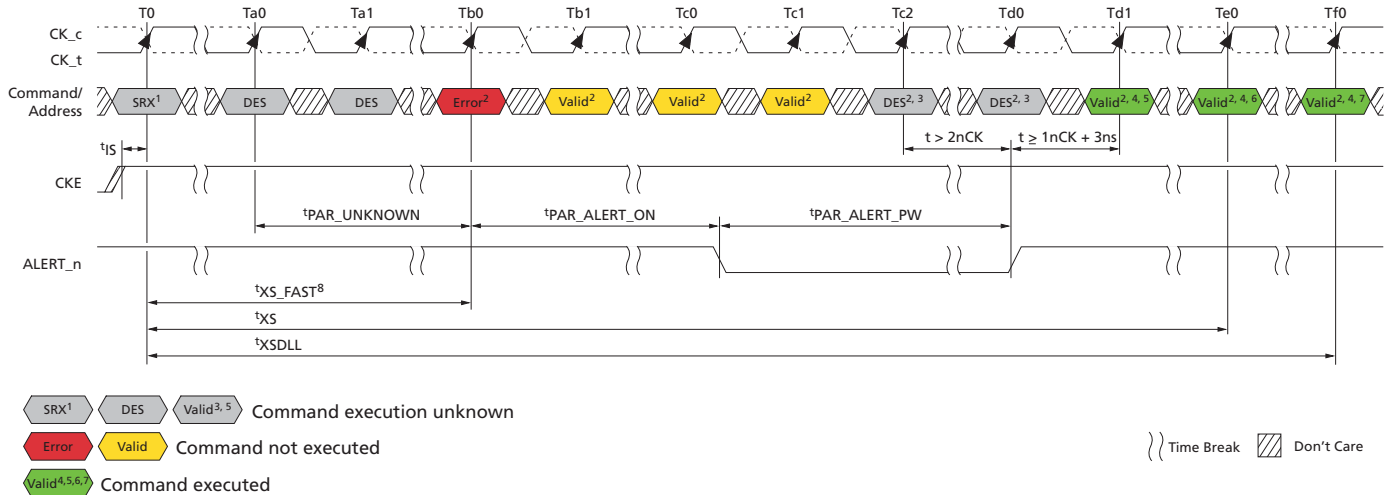 T0 Ta0 Ta1 Tb0 Tb1 Tc0 Tc1 Tc2 Td0 Td1 Te0 Tf0
CK_c
CK_t
Command/
Address
SRX¹ DES DES Error² Valid² Valid² Valid² DES²,³ DES²,³ Valid²,⁴,⁵ Valid²,⁴,⁶ Valid²,⁴,⁷
t > 2nCK t ≥ 1nCK + 3ns
ᵗIS
CKE
ᵗPAR_UNKNOWN ᵗPAR_ALERT_ON ᵗPAR_ALERT_PW
ALERT_n
ᵗXS_FAST⁸
ᵗXS
ᵗXSDLL
SRX¹ DES Valid³,⁵ Command execution unknown
Error Valid Command not executed
Time Break Don't Care
Valid⁴,⁵,⁶,⁷ Command executed